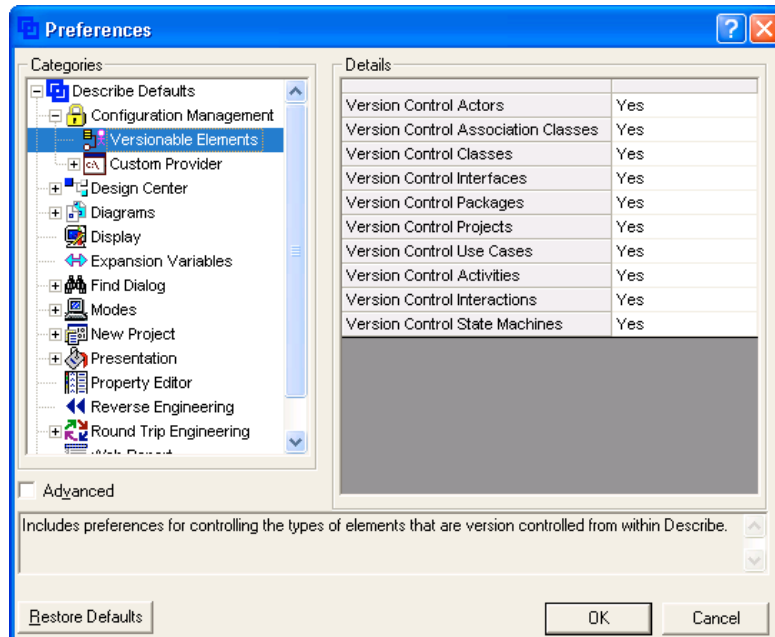 Preferences
Categories
Describe Defaults
Configuration Management
Versionable Elements
Custom Provider
Design Center
Diagrams
Display
Expansion Variables
Find Dialog
Modes
New Project
Presentation
Property Editor
Reverse Engineering
Round Trip Engineering
Details
Version Control Actors Yes
Version Control Association Classes Yes
Version Control Classes Yes
Version Control Interfaces Yes
Version Control Packages Yes
Version Control Projects Yes
Version Control Use Cases Yes
Version Control Activities Yes
Version Control Interactions Yes
Version Control State Machines Yes
Advanced
Includes preferences for controlling the types of elements that are version controlled from within Describe.
Restore Defaults
OK
Cancel